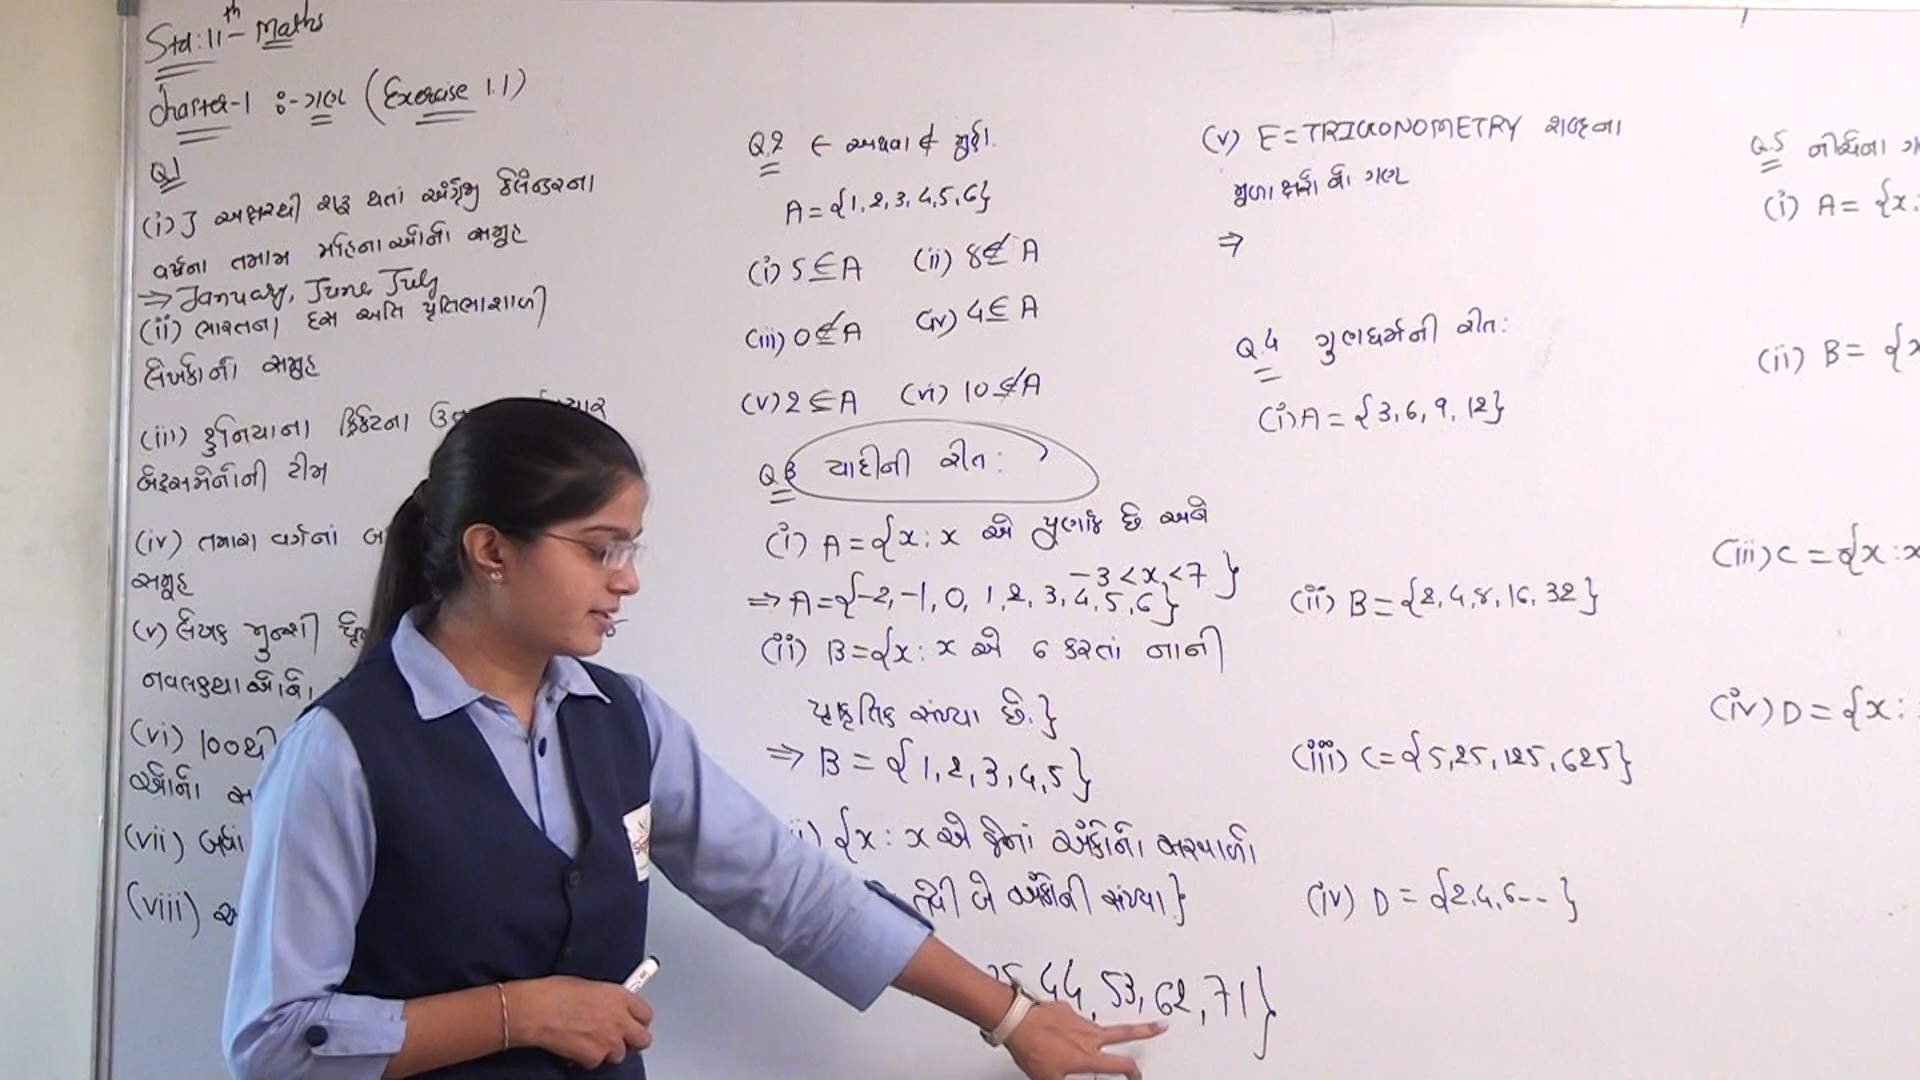 Std: 11th - Maths
Chapter-1 :- ગણ (Exercise 1.1)
Q.1
(i) J અક્ષરથી શરૂ થતાં અંગ્રેજી કેલેન્ડરના
વર્ષના તમામ મહિનાઓનો સમૂહ
⇒ January, June, July
(ii) ભારતના દસ અતિ પ્રતિભાશાળી
લેખકોનો સમૂહ
(iii) દુનિયાના ક્રિકેટના
બેટ્સમેનોની ટીમ
(iv) તમારા વર્ગનાં
સમૂહ
(v) લેખક મુન્શી
નવલકથાઓનો
(vi) 100થી
ઓનો
(vii) બધાં
(viii)
Q.2 ∈ અથવા ∉ મુકો.
A = {1, 2, 3, 4, 5, 6}
(i) 5 ∈ A (ii) 8 ∉ A
(iii) 0 ∉ A (iv) 4 ∈ A
(v) 2 ∈ A (vi) 10 ∉ A
Q.3 યાદીની રીત:
(i) A = {x : x એ પૂર્ણાંક છે અને
-3 < x < 7 }
⇒ A = {-2, -1, 0, 1, 2, 3, 4, 5, 6}
(ii) B = {x : x એ 6 કરતાં નાની
પ્રાકૃતિક સંખ્યા છે.}
⇒ B = {1, 2, 3, 4, 5}
{x : x એ જેનાં અંકોનો સરવાળો
તેવી બે અંકોની સંખ્યા}
44, 53, 62, 71}
(v) E = TRIGONOMETRY શબ્દના
મૂળાક્ષરોનો ગણ
⇒
Q.4 ગુણધર્મની રીત:
(i) A = {3, 6, 9, 12}
(ii) B = {2, 4, 8, 16, 32}
(iii) C = {5, 25, 125, 625}
(iv) D = {2, 4, 6 -- }
Q.5 નીચેના
(i) A = {x :
(ii) B = {x
(iii) C = {x : x
(iv) D = {x :